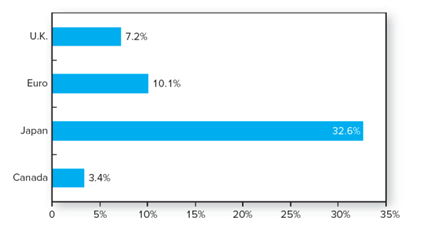 U.K. 7.2%
Euro 10.1%
Japan 32.6%
Canada 3.4%
0 5% 10% 15% 20% 25% 30% 35%